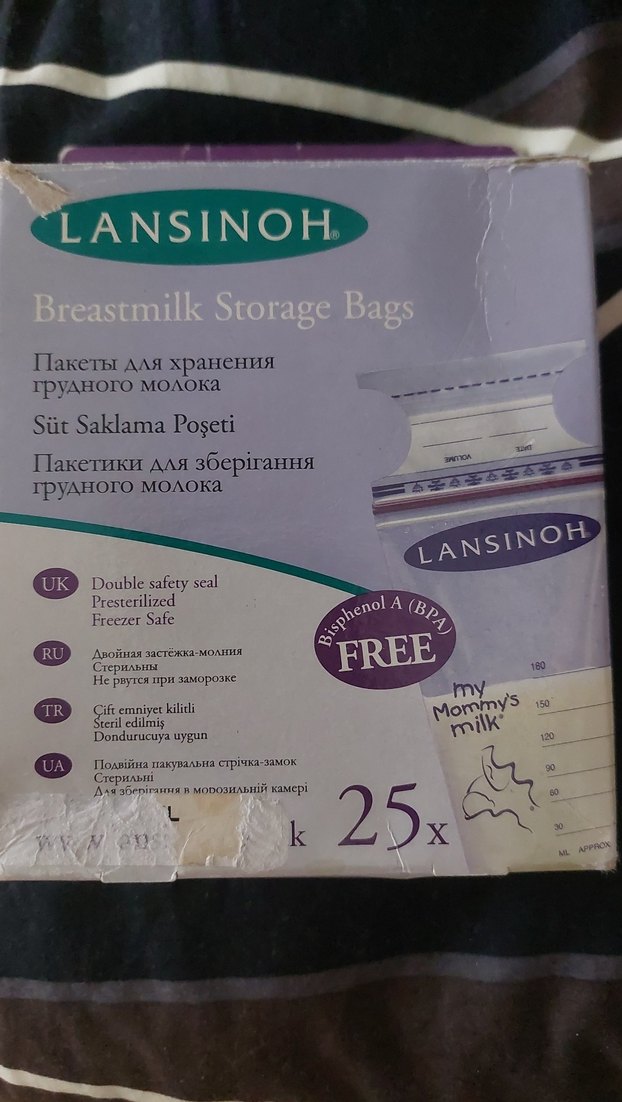 LANSINOH®
Breastmilk Storage Bags
Пакеты для хранения
грудного молока
Süt Saklama Poşeti
Пакетики для зберігання
грудного молока
VOLUME DATE
LANSINOH
Bisphenol A (BPA)
FREE
UK
Double safety seal
Presterilized
Freezer Safe
RU
Двойная застёжка-молния
Стерильны
Не рвутся при заморозке
TR
Çift emniyet kilitli
Steril edilmiş
Dondurucuya uygun
UA
Подвійна пакувальна стрічка-замок
Стерильні
Для зберігання в морозильній камері
25x
my
Mommy's
milk
180
150
120
90
60
30
ML APPROX